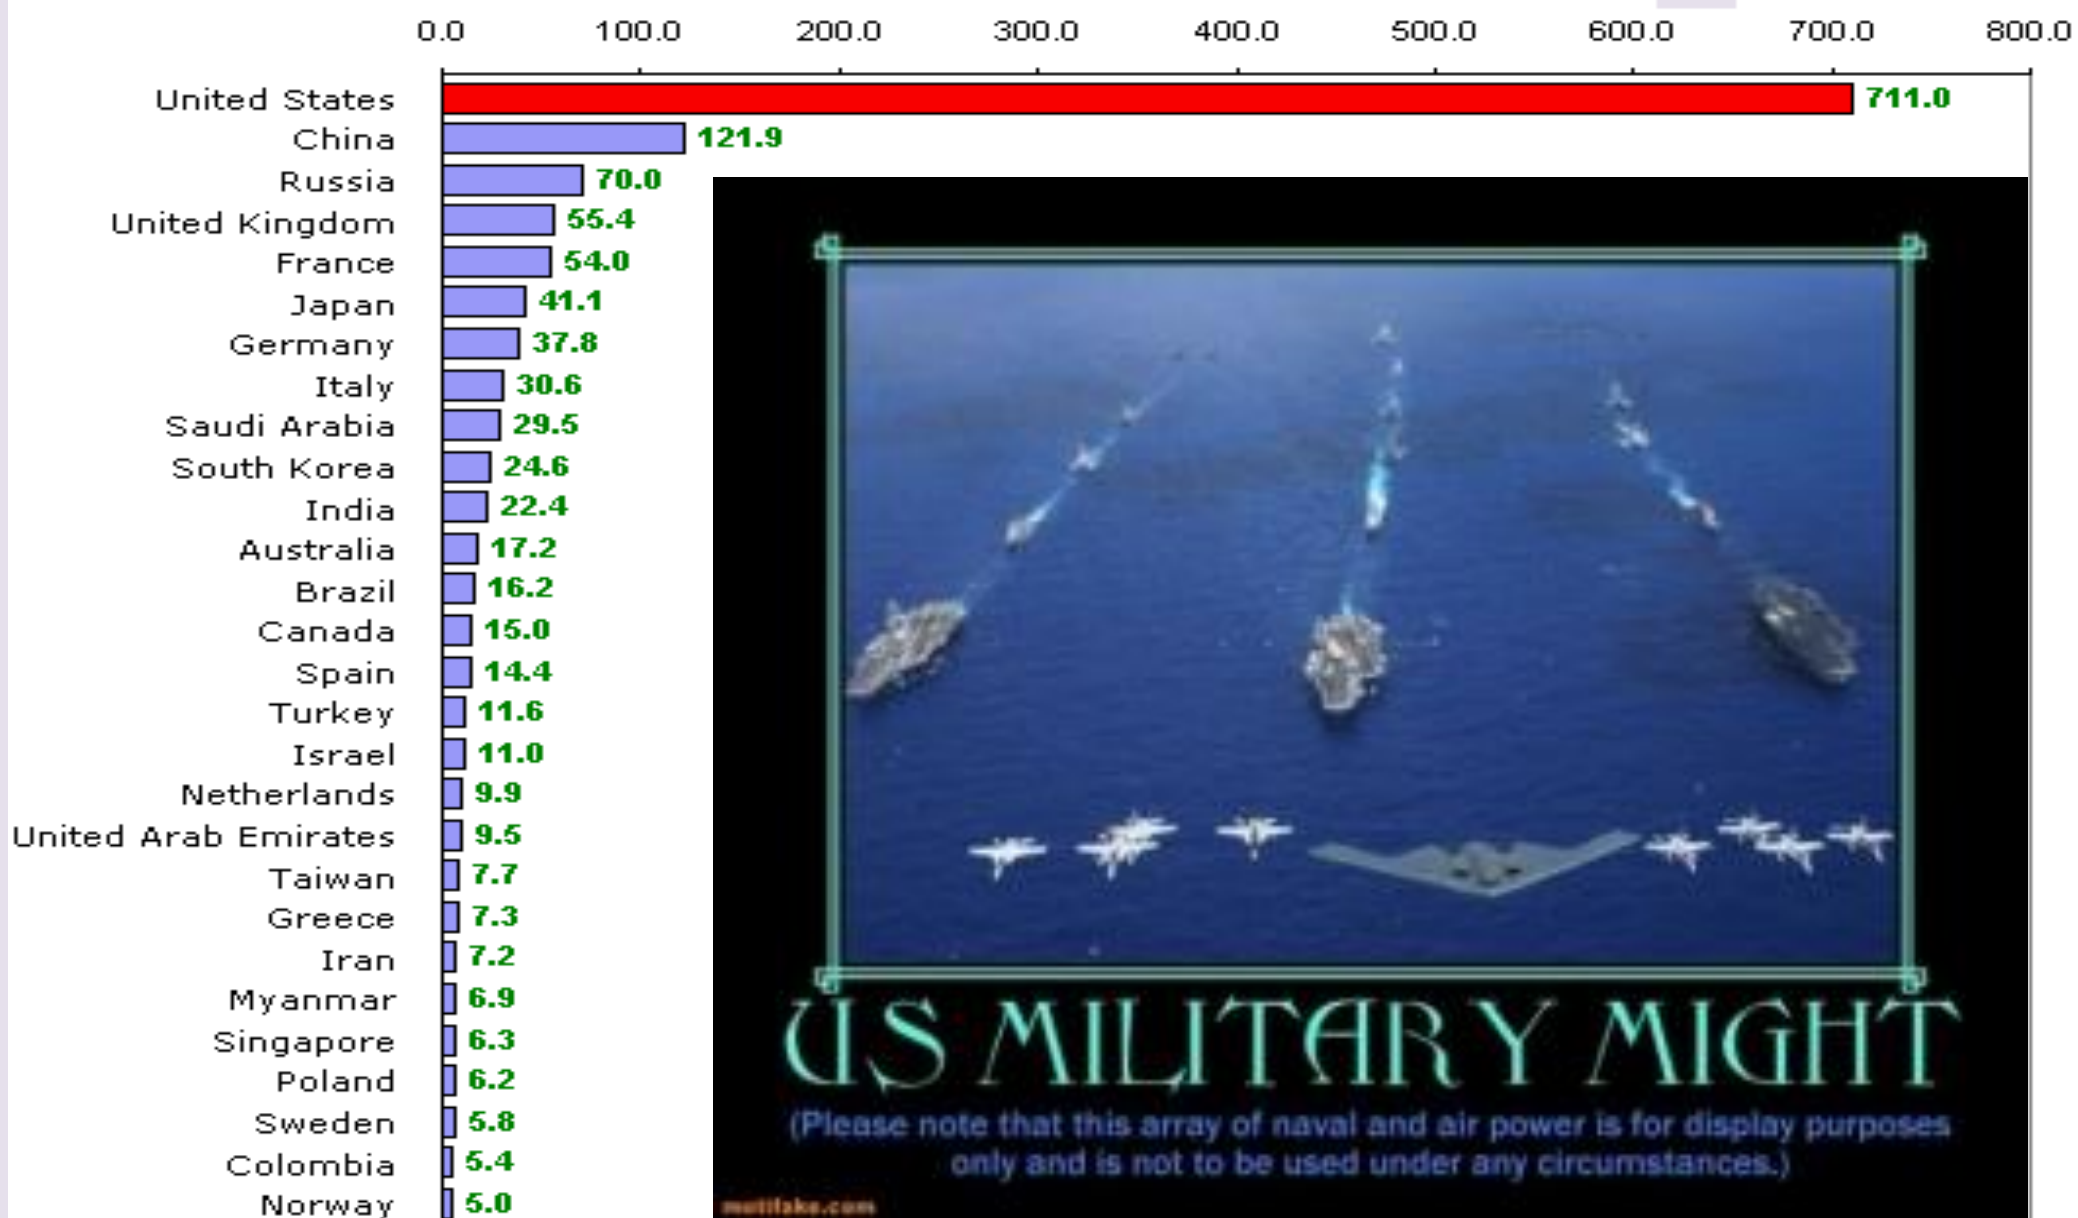 0.0 100.0 200.0 300.0 400.0 500.0 600.0 700.0 800.0
United States 711.0
China 121.9
Russia 70.0
United Kingdom 55.4
France 54.0
Japan 41.1
Germany 37.8
Italy 30.6
Saudi Arabia 29.5
South Korea 24.6
India 22.4
Australia 17.2
Brazil 16.2
Canada 15.0
Spain 14.4
Turkey 11.6
Israel 11.0
Netherlands 9.9
United Arab Emirates 9.5
Taiwan 7.7
Greece 7.3
Iran 7.2
Myanmar 6.9
Singapore 6.3
Poland 6.2
Sweden 5.8
Colombia 5.4
Norway 5.0
US MILITARY MIGHT
(Please note that this array of naval and air power is for display purposes
only and is not to be used under any circumstances.)